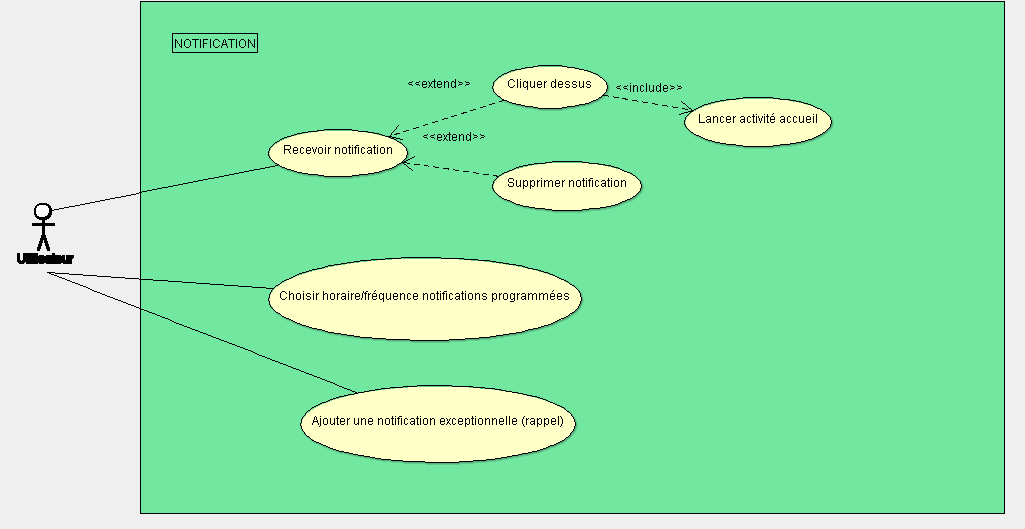 NOTIFICATION
<<extend>>
Cliquer dessus
<<include>>
Lancer activité accueil
<<extend>>
Recevoir notification
Supprimer notification
Utilisateur
Choisir horaire/fréquence notifications programmées
Ajouter une notification exceptionnelle (rappel)